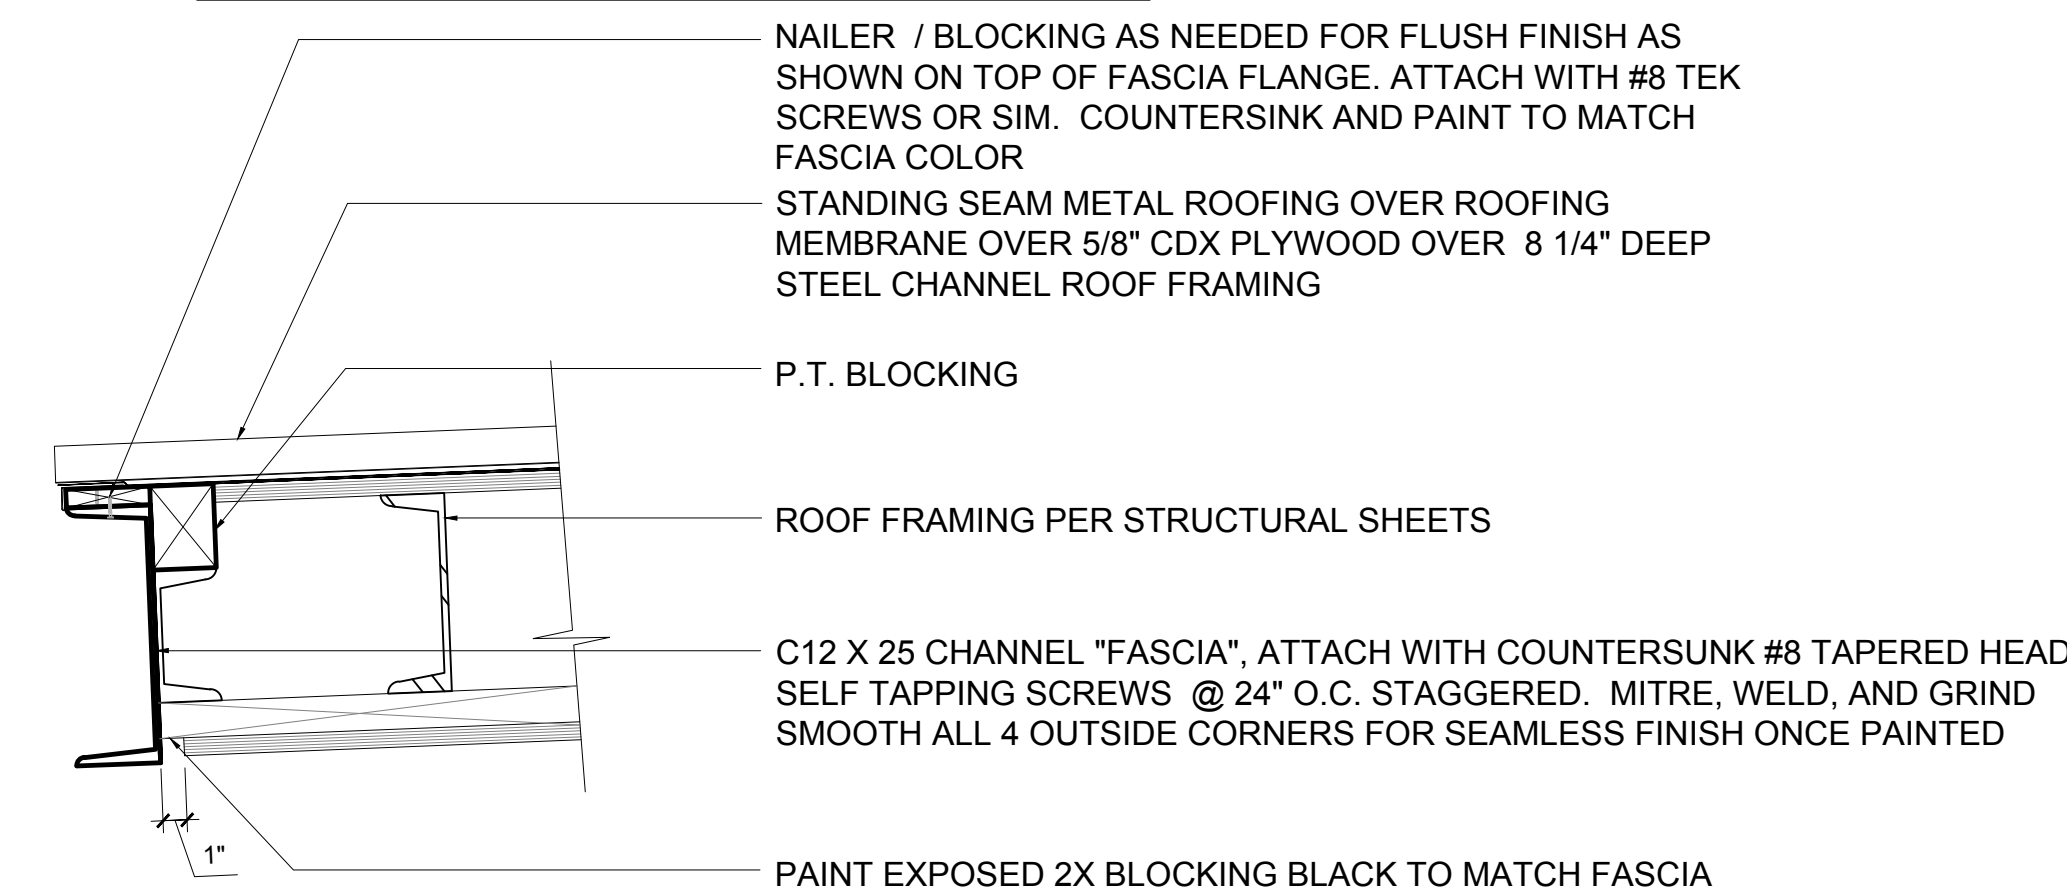 NAILER / BLOCKING AS NEEDED FOR FLUSH FINISH AS
SHOWN ON TOP OF FASCIA FLANGE. ATTACH WITH #8 TEK
SCREWS OR SIM. COUNTERSINK AND PAINT TO MATCH
FASCIA COLOR
STANDING SEAM METAL ROOFING OVER ROOFING
MEMBRANE OVER 5/8" CDX PLYWOOD OVER 8 1/4" DEEP
STEEL CHANNEL ROOF FRAMING
P.T. BLOCKING
ROOF FRAMING PER STRUCTURAL SHEETS
C12 X 25 CHANNEL "FASCIA", ATTACH WITH COUNTERSUNK #8 TAPERED HEAD
SELF TAPPING SCREWS @ 24" O.C. STAGGERED. MITRE, WELD, AND GRIND
SMOOTH ALL 4 OUTSIDE CORNERS FOR SEAMLESS FINISH ONCE PAINTED
1"
PAINT EXPOSED 2X BLOCKING BLACK TO MATCH FASCIA